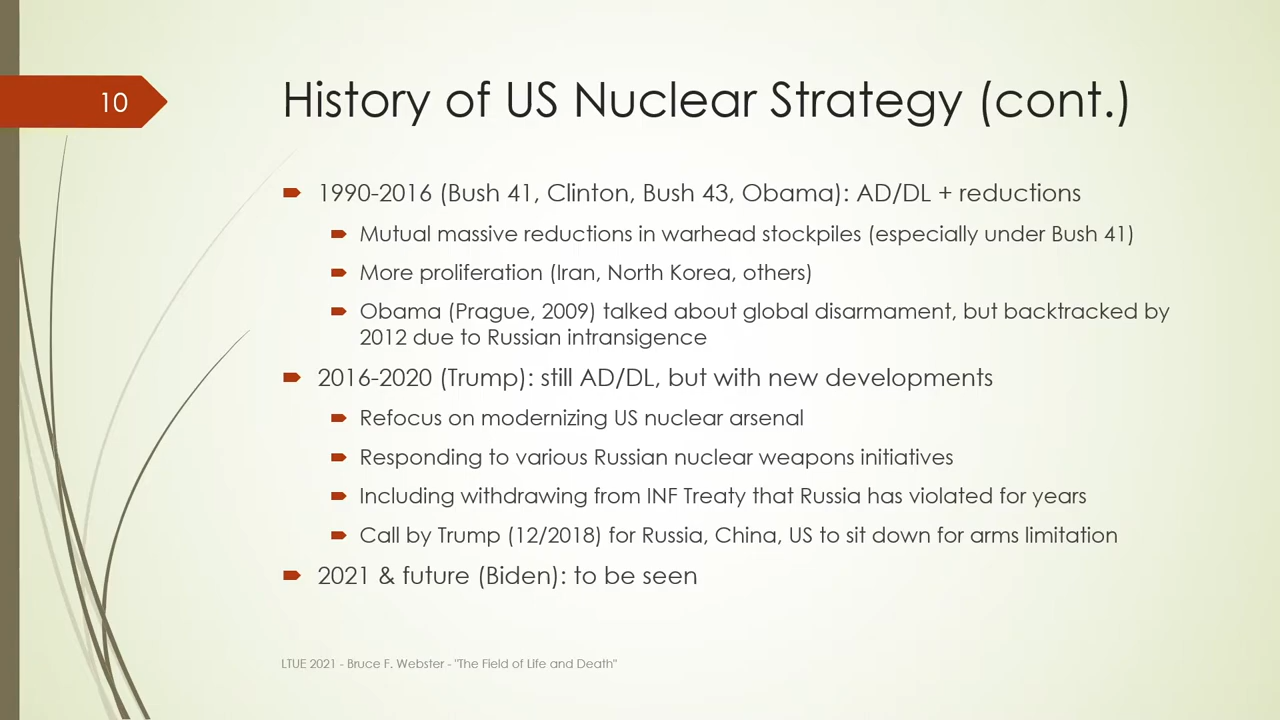 10
History of US Nuclear Strategy (cont.)
1990-2016 (Bush 41, Clinton, Bush 43, Obama): AD/DL + reductions
Mutual massive reductions in warhead stockpiles (especially under Bush 41)
More proliferation (Iran, North Korea, others)
Obama (Prague, 2009) talked about global disarmament, but backtracked by
2012 due to Russian intransigence
2016-2020 (Trump): still AD/DL, but with new developments
Refocus on modernizing US nuclear arsenal
Responding to various Russian nuclear weapons initiatives
Including withdrawing from INF Treaty that Russia has violated for years
Call by Trump (12/2018) for Russia, China, US to sit down for arms limitation
2021 & future (Biden): to be seen
LTUE 2021 - Bruce F. Webster - "The Field of Life and Death"